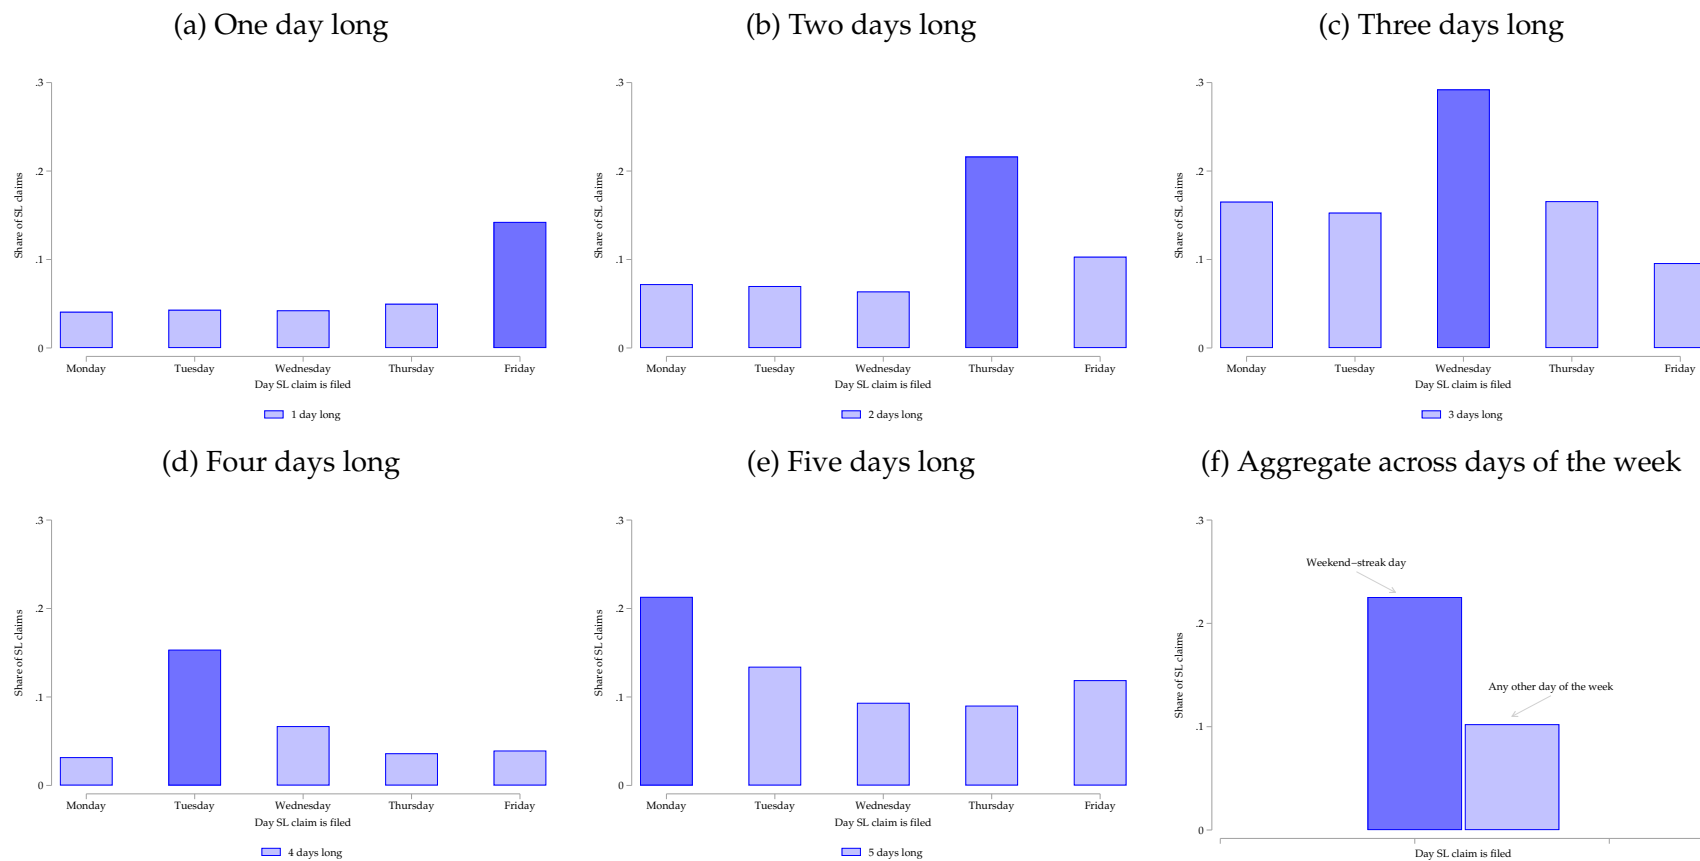 (a) One day long
.3
.2
.1
0
Share of SL claims
Monday Tuesday Wednesday Thursday Friday
Day SL claim is filed
1 day long
(b) Two days long
.3
.2
.1
0
Share of SL claims
Monday Tuesday Wednesday Thursday Friday
Day SL claim is filed
2 days long
(c) Three days long
.3
.2
.1
0
Share of SL claims
Monday Tuesday Wednesday Thursday Friday
Day SL claim is filed
3 days long
(d) Four days long
.3
.2
.1
0
Share of SL claims
Monday Tuesday Wednesday Thursday Friday
Day SL claim is filed
4 days long
(e) Five days long
.3
.2
.1
0
Share of SL claims
Monday Tuesday Wednesday Thursday Friday
Day SL claim is filed
5 days long
(f) Aggregate across days of the week
.3
.2
.1
0
Share of SL claims
Weekend–streak day
Any other day of the week
Day SL claim is filed